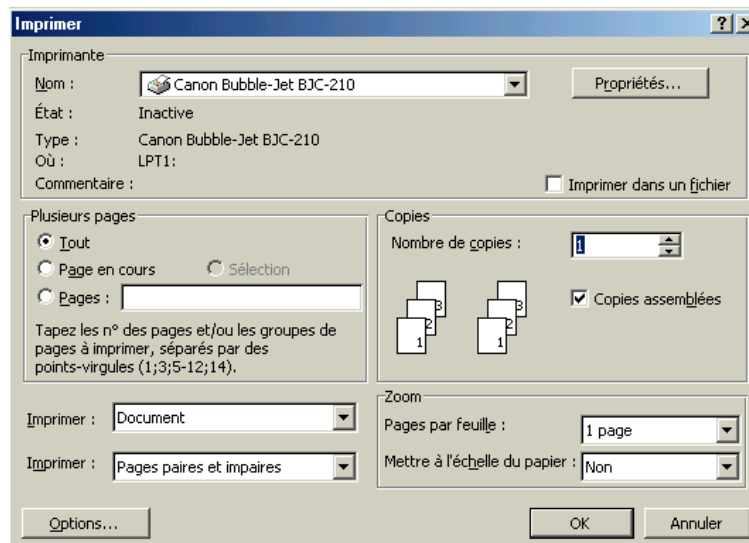 Imprimer
Imprimante
Nom : Canon Bubble-Jet BJC-210 Propriétés...
État : Inactive
Type : Canon Bubble-Jet BJC-210
Où : LPT1:
Commentaire : Imprimer dans un fichier
Plusieurs pages
Tout
Page en cours Sélection
Pages :
Tapez les n° des pages et/ou les groupes de
pages à imprimer, séparés par des
points-virgules (1;3;5-12;14).
Copies
Nombre de copies : 1
3 3
2 2
1 1
Copies assemblées
Imprimer : Document
Imprimer : Pages paires et impaires
Zoom
Pages par feuille : 1 page
Mettre à l'échelle du papier : Non
Options... OK Annuler